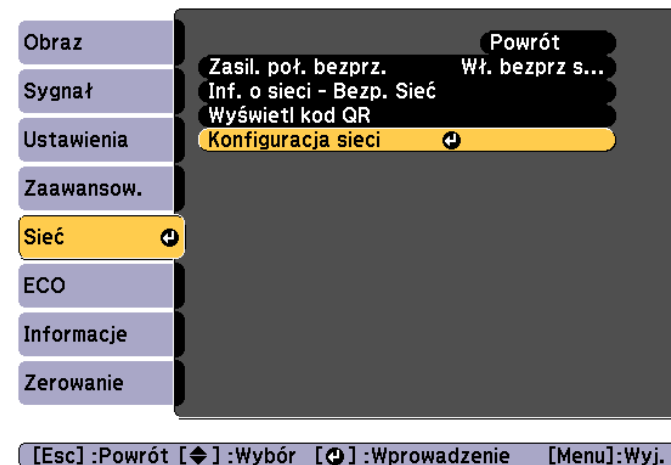 Obraz
Sygnał
Ustawienia
Zaawansow.
Sieć
ECO
Informacje
Zerowanie
Powrót
Zasil. poł. bezprz. Wł. bezprz s...
Inf. o sieci - Bezp. Sieć
Wyświetl kod QR
Konfiguracja sieci
[Esc] :Powrót [◆] :Wybór [⏎] :Wprowadzenie [Menu]:Wyj.